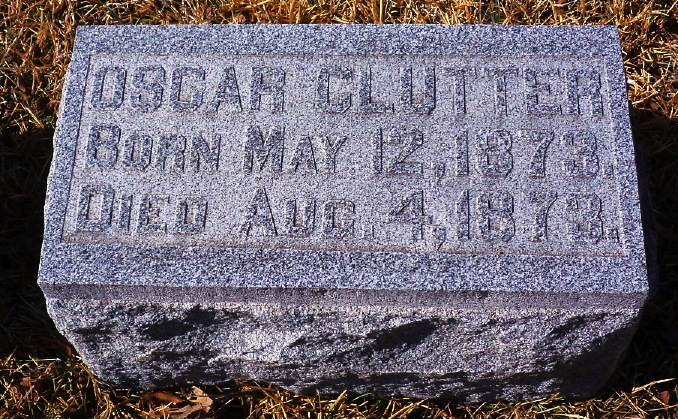 OSCAR CLUTTER
BORN MAY 12, 1873.
DIED AUG. 4, 1873.